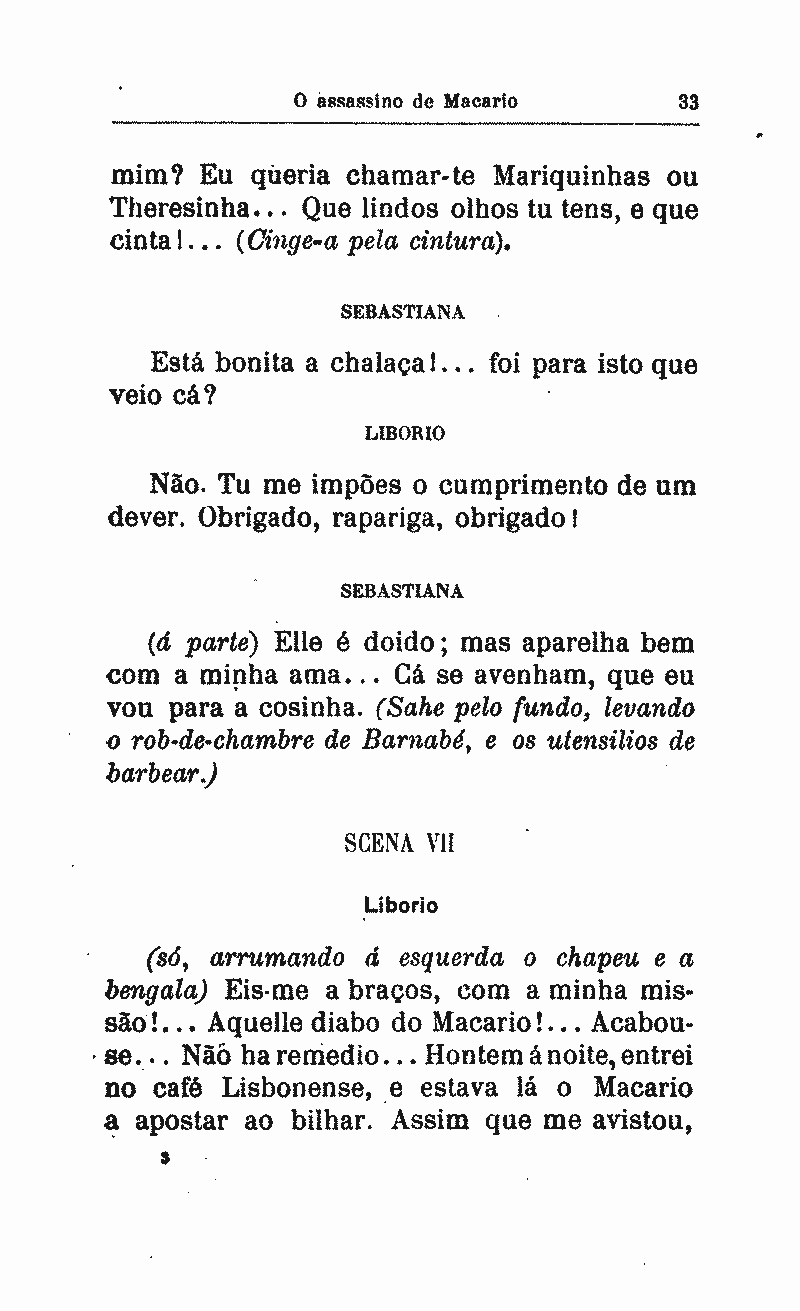 O assassino de Macario 33
mim? Eu queria chamar-te Mariquinhas ou
Theresinha... Que lindos olhos tu tens, e que
cinta!... (Cinge-a pela cintura).
SEBASTIANA
Está bonita a chalaça!... foi para isto que
veio cá?
LIBORIO
Não. Tu me impões o cumprimento de um
dever. Obrigado, rapariga, obrigado!
SEBASTIANA
(á parte) Elle é doido; mas aparelha bem
com a minha ama... Cá se avenham, que eu
vou para a cosinha. (Sahe pelo fundo, levando
o rob-de-chambre de Barnabé, e os utensilios de
barbear.)
SCENA VII
Liborio
(só, arrumando á esquerda o chapeu e a
bengala) Eis-me a braços, com a minha mis-
são!... Aquelle diabo do Macario!... Acabou-
se... Não ha remedio... Hontem á noite, entrei
no café Lisbonense, e estava lá o Macario
a apostar ao bilhar. Assim que me avistou,
3